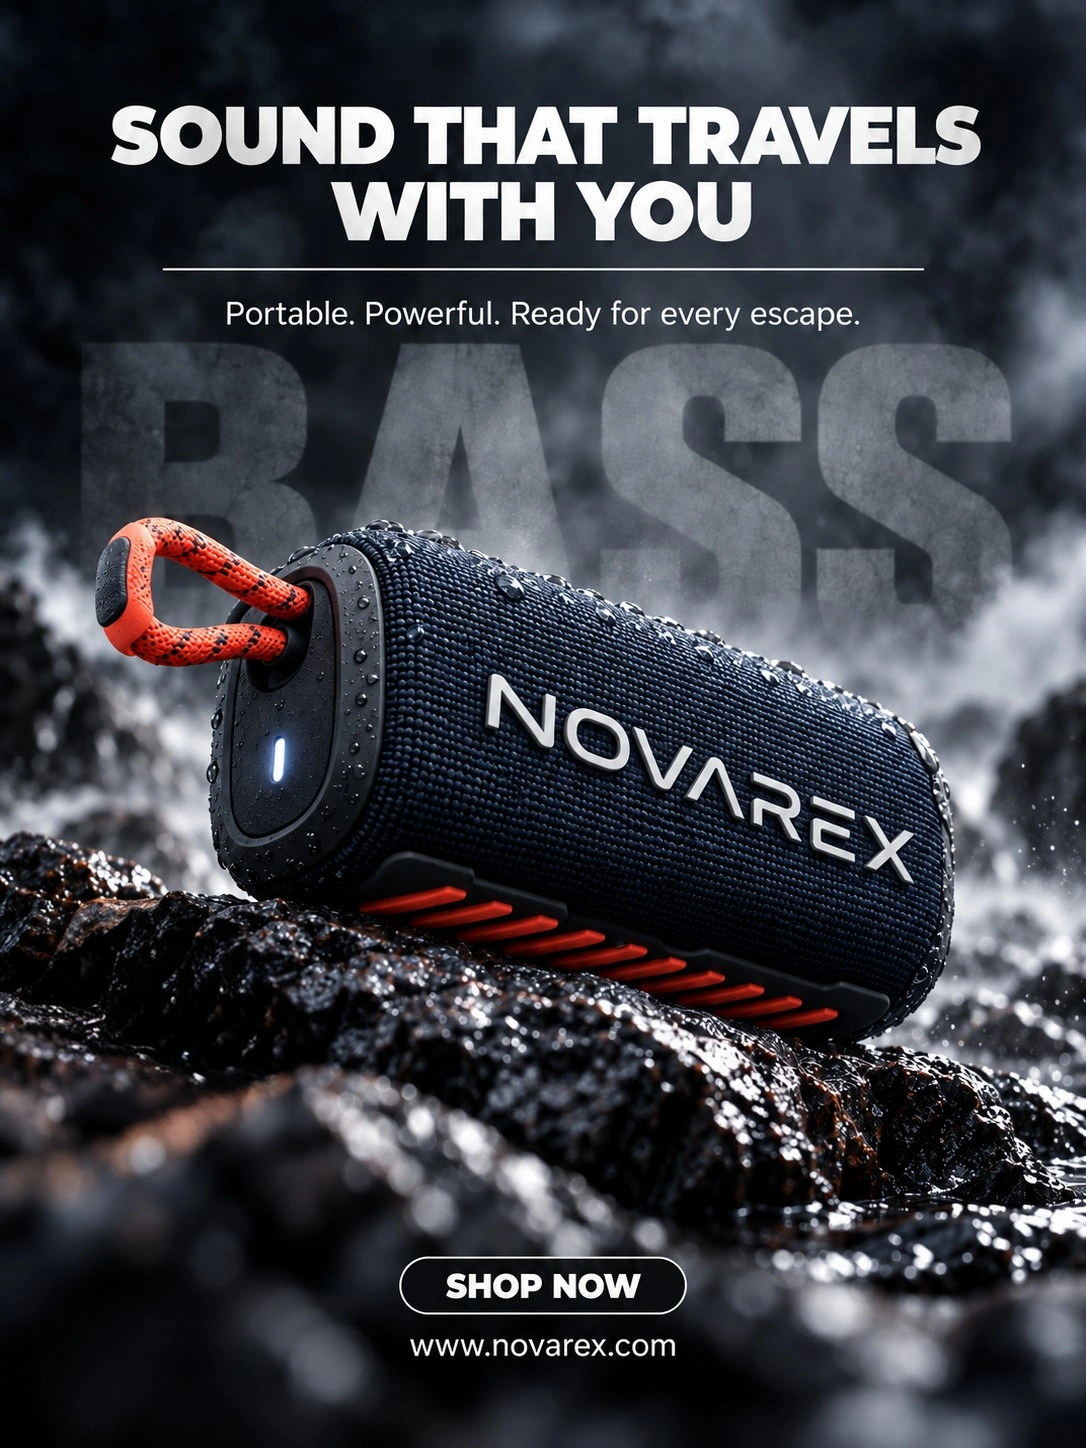 SOUND THAT TRAVELS
WITH YOU
Portable. Powerful. Ready for every escape.
BASS
NOVAREX
SHOP NOW
www.novarex.com